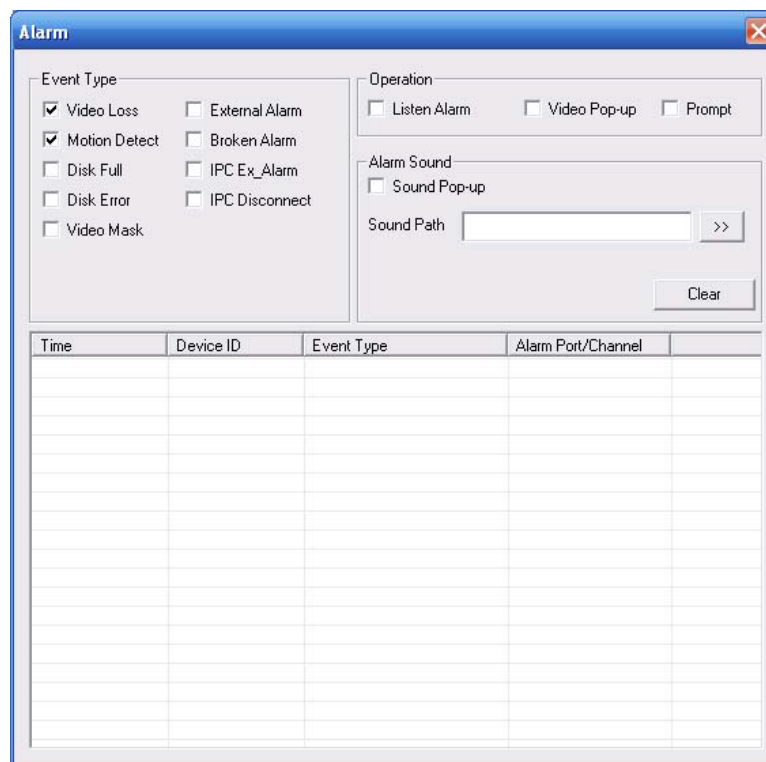 Alarm
Event Type
Video Loss
External Alarm
Motion Detect
Broken Alarm
Disk Full
IPC Ex_Alarm
Disk Error
IPC Disconnect
Video Mask
Operation
Listen Alarm
Video Pop-up
Prompt
Alarm Sound
Sound Pop-up
Sound Path
>>
Clear
Time Device ID Event Type Alarm Port/Channel